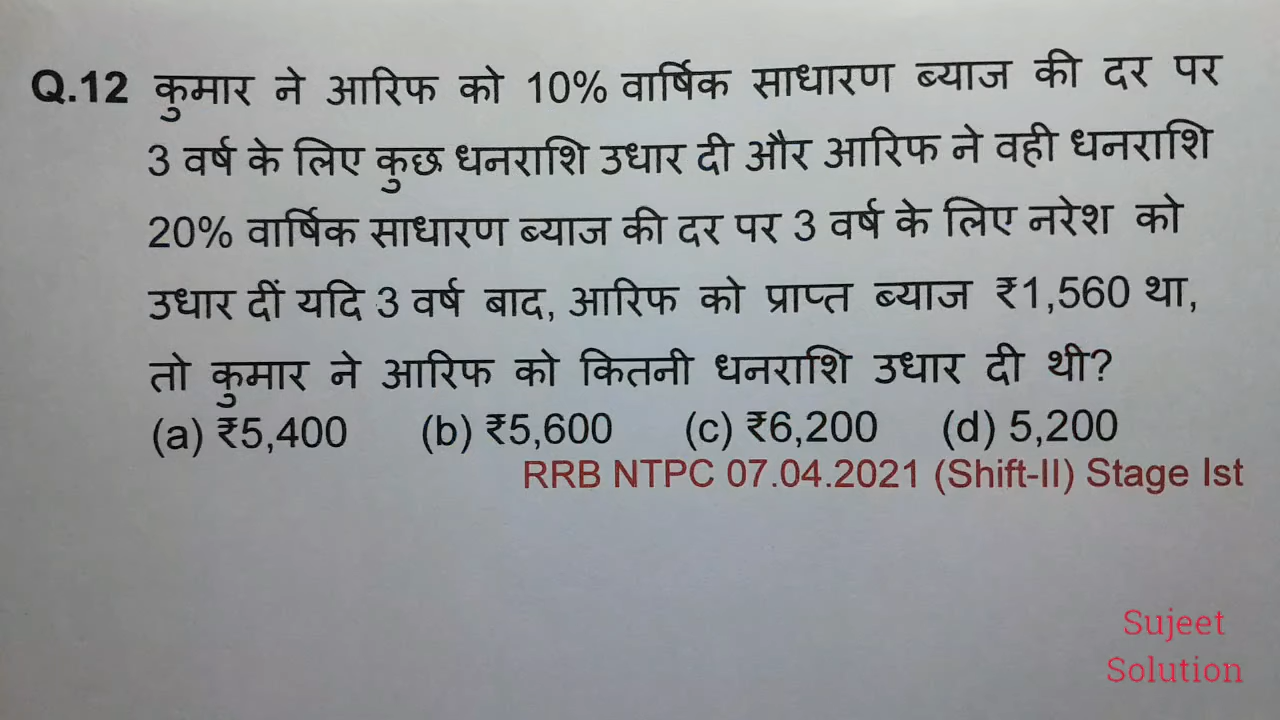 Q.12 कुमार ने आरिफ को 10% वार्षिक साधारण ब्याज की दर पर
3 वर्ष के लिए कुछ धनराशि उधार दी और आरिफ ने वही धनराशि
20% वार्षिक साधारण ब्याज की दर पर 3 वर्ष के लिए नरेश को
उधार दीं यदि 3 वर्ष बाद, आरिफ को प्राप्त ब्याज ₹1,560 था,
तो कुमार ने आरिफ को कितनी धनराशि उधार दी थी?
(a) ₹5,400 (b) ₹5,600 (c) ₹6,200 (d) 5,200
RRB NTPC 07.04.2021 (Shift-II) Stage Ist
Sujeet
Solution